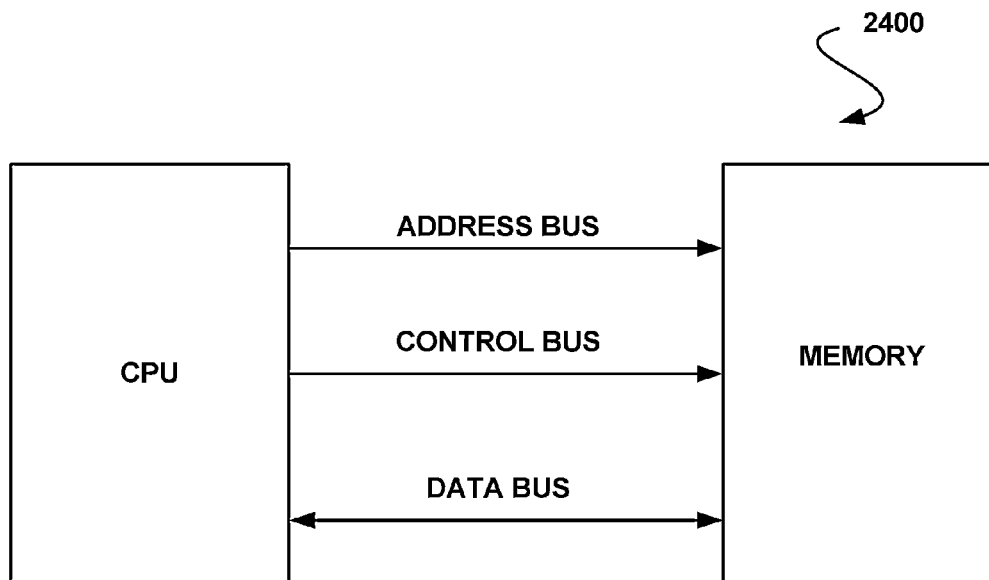 2400
ADDRESS BUS
CONTROL BUS
CPU
MEMORY
DATA BUS